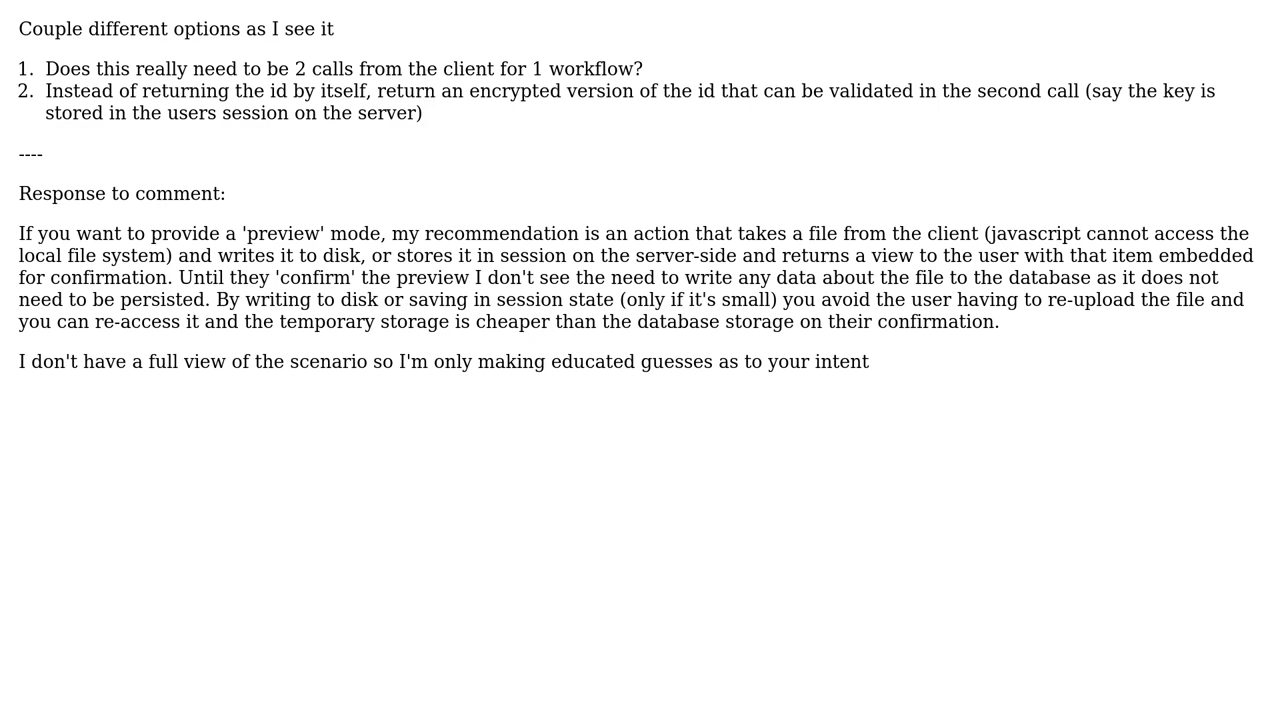 Couple different options as I see it
1. Does this really need to be 2 calls from the client for 1 workflow?
2. Instead of returning the id by itself, return an encrypted version of the id that can be validated in the second call (say the key is
stored in the users session on the server)
----
Response to comment:
If you want to provide a 'preview' mode, my recommendation is an action that takes a file from the client (javascript cannot access the
local file system) and writes it to disk, or stores it in session on the server-side and returns a view to the user with that item embedded
for confirmation. Until they 'confirm' the preview I don't see the need to write any data about the file to the database as it does not
need to be persisted. By writing to disk or saving in session state (only if it's small) you avoid the user having to re-upload the file and
you can re-access it and the temporary storage is cheaper than the database storage on their confirmation.
I don't have a full view of the scenario so I'm only making educated guesses as to your intent